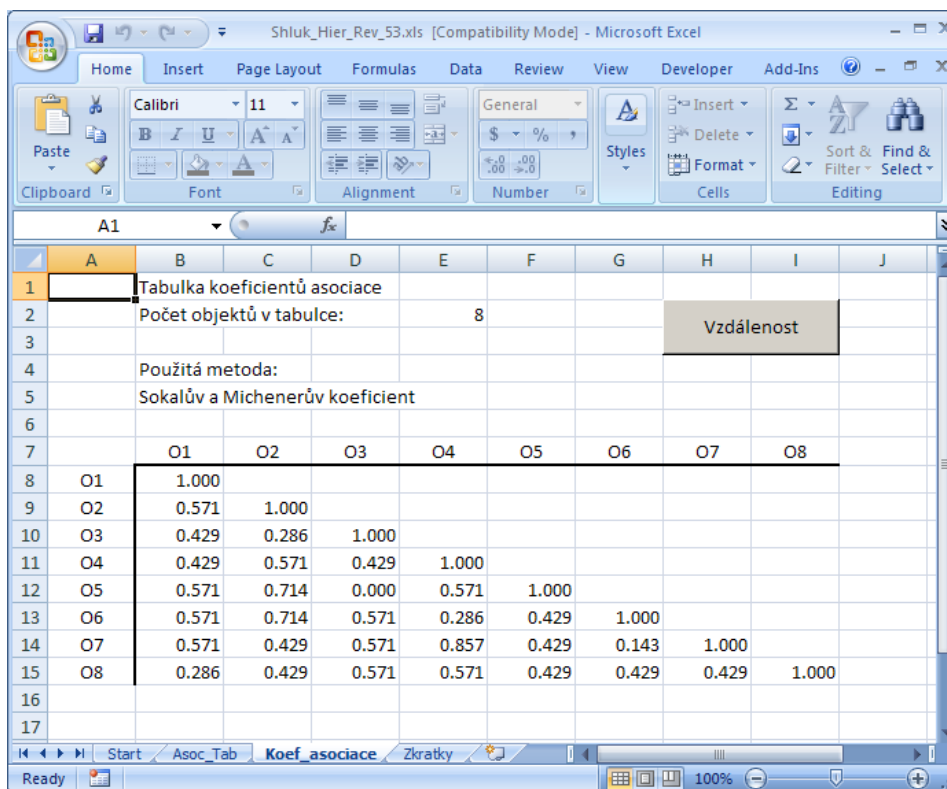 Shluk_Hier_Rev_53.xls [Compatibility Mode] - Microsoft Excel
Home Insert Page Layout Formulas Data Review View Developer Add-Ins
Calibri 11 General Insert
B I U A A $ % , Delete
Paste Styles Sort & Find &
A .00 .00 Format Filter Select
Clipboard Font Alignment Number Cells Editing
A1 fx
A B C D E F G H I J
1 Tabulka koeficientů asociace
2 Počet objektů v tabulce: 8
Vzdálenost
3
4 Použitá metoda:
5 Sokalův a Michenerův koeficient
6
7 O1 O2 O3 O4 O5 O6 O7 O8
8 O1 1.000
9 O2 0.571 1.000
10 O3 0.429 0.286 1.000
11 O4 0.429 0.571 0.429 1.000
12 O5 0.571 0.714 0.000 0.571 1.000
13 O6 0.571 0.714 0.571 0.286 0.429 1.000
14 O7 0.571 0.429 0.571 0.857 0.429 0.143 1.000
15 O8 0.286 0.429 0.571 0.571 0.429 0.429 0.429 1.000
16
17
Start Asoc_Tab Koef_asociace Zkratky
Ready 100%